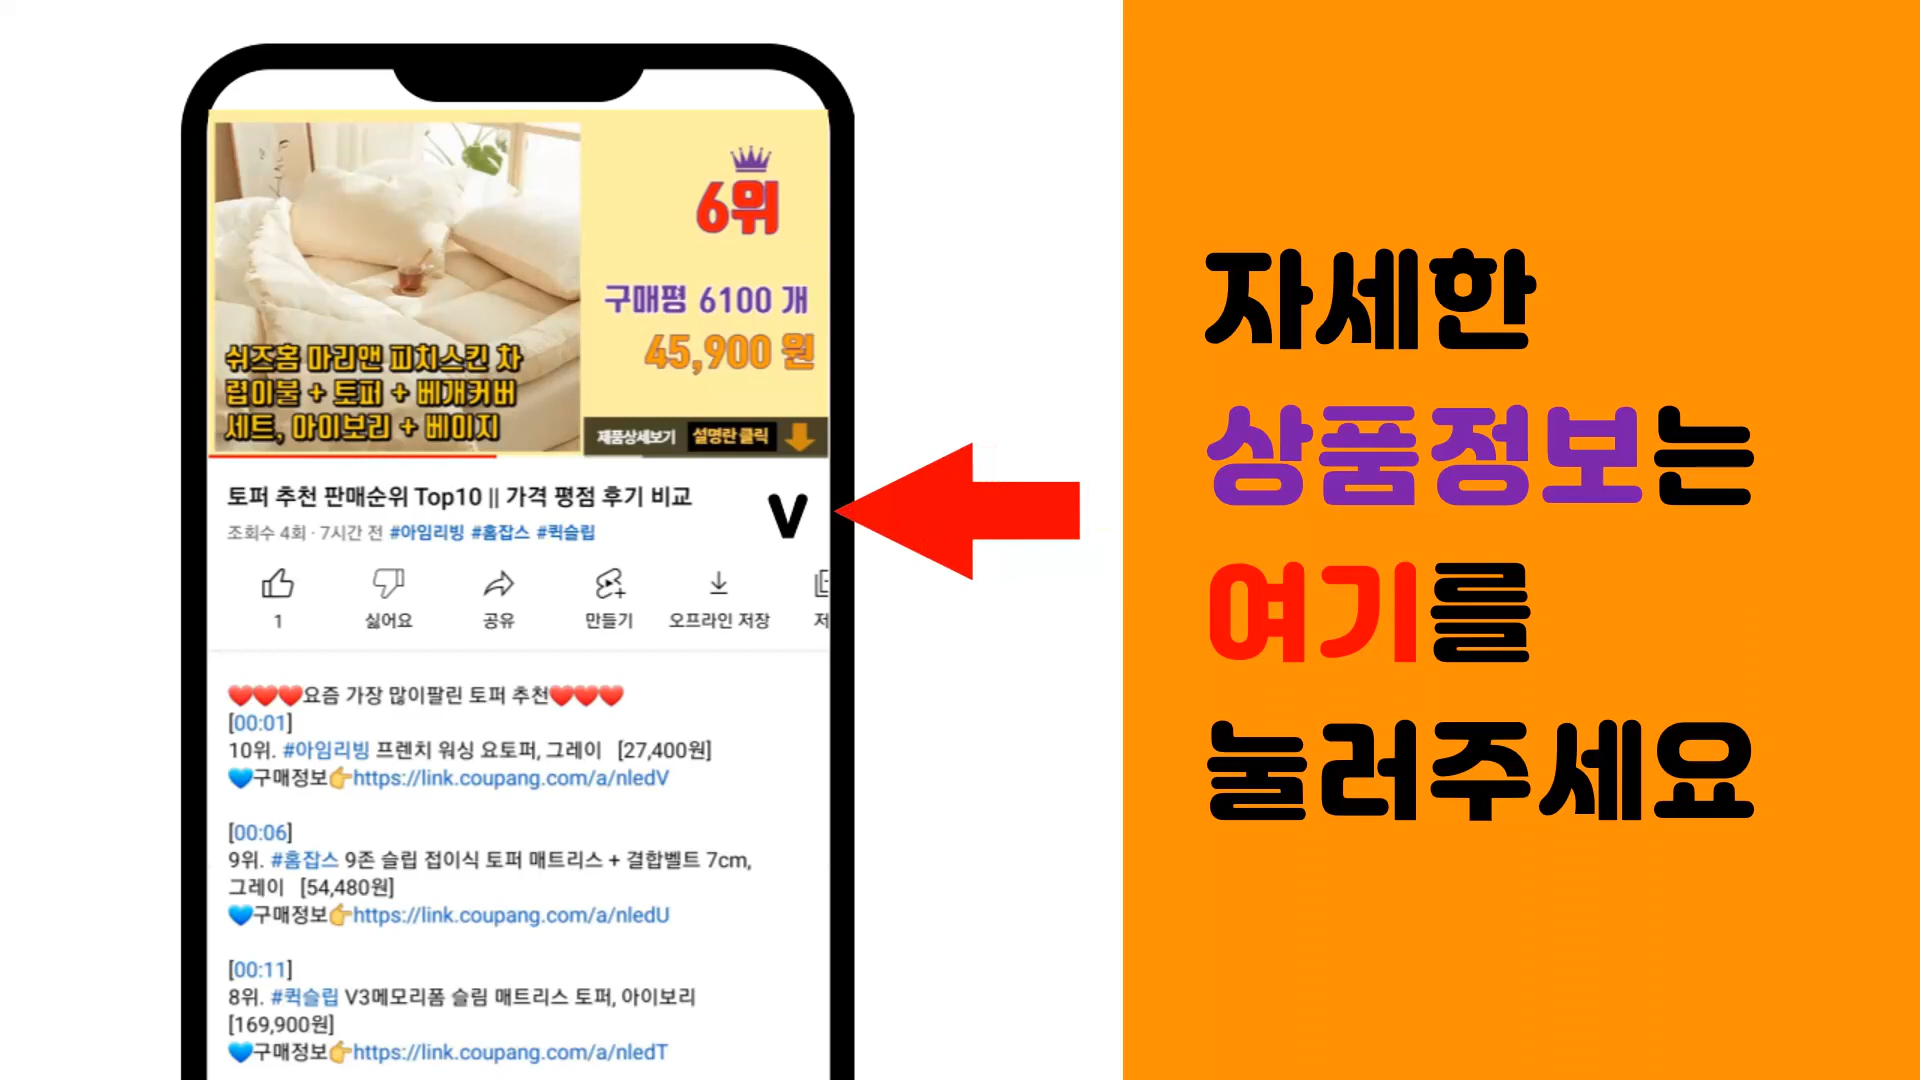 6위
구매평 6100 개
45,900 원
쉬즈홈 마리앤 피치스킨 차
렵이불 + 토퍼 + 베개커버
세트, 아이보리 + 베이지
제품상세보기 설명란 클릭
토퍼 추천 판매순위 Top10 || 가격 평점 후기 비교
V
조회수 4회 · 7시간 전 #아임리빙 #홈잡스 #퀵슬립
1 싫어요 공유 만들기 오프라인 저장 저
❤️❤️❤️요즘 가장 많이팔린 토퍼 추천❤️❤️❤️
[00:01]
10위. #아임리빙 프렌치 워싱 요토퍼, 그레이 [27,400원]
💙구매정보👉https://link.coupang.com/a/nledV
[00:06]
9위. #홈잡스 9존 슬립 접이식 토퍼 매트리스 + 결합벨트 7cm,
그레이 [54,480원]
💙구매정보👉https://link.coupang.com/a/nledU
[00:11]
8위. #퀵슬립 V3메모리폼 슬림 매트리스 토퍼, 아이보리
[169,900원]
💙구매정보👉https://link.coupang.com/a/nledT
자세한
상품정보는
여기를
눌러주세요